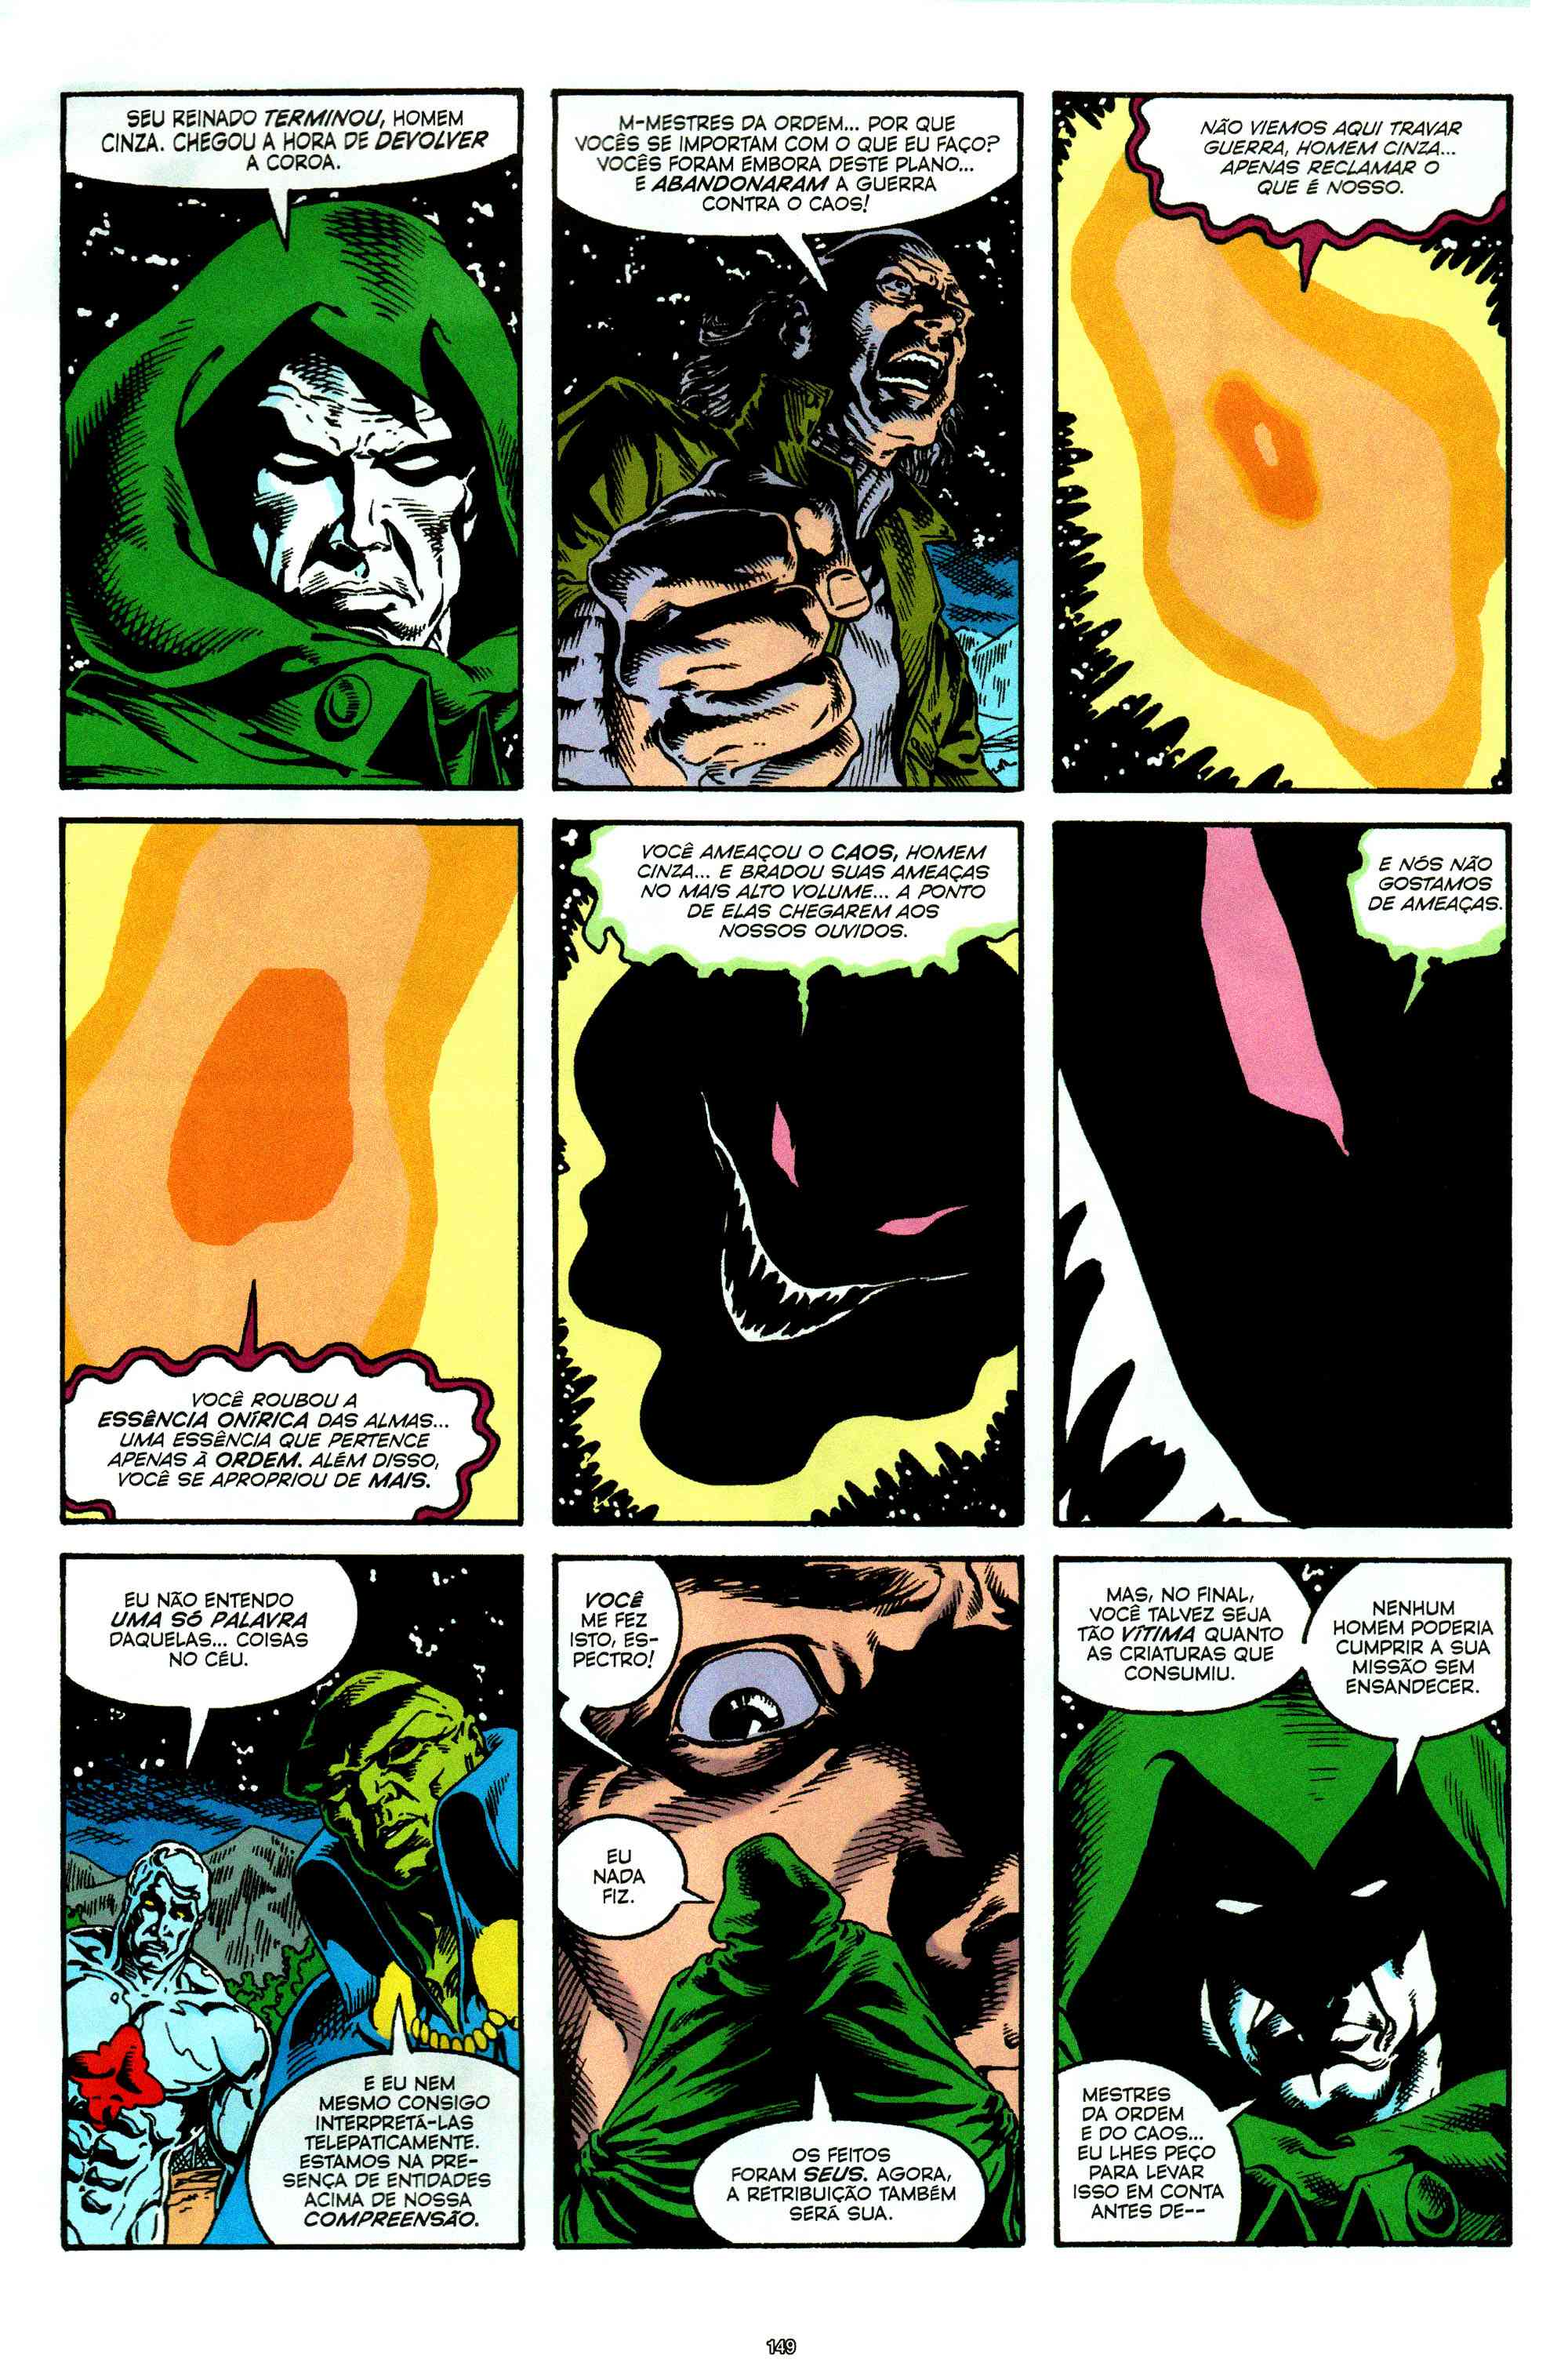 SEU REINADO TERMINOU, HOMEM
CINZA. CHEGOU A HORA DE DEVOLVER
A COROA.
M-MESTRES DA ORDEM... POR QUE
VOCÊS SE IMPORTAM COM O QUE EU FAÇO?
VOCÊS FORAM EMBORA DESTE PLANO...
E ABANDONARAM A GUERRA
CONTRA O CAOS!
NÃO VIEMOS AQUI TRAVAR
GUERRA, HOMEM CINZA...
APENAS RECLAMAR O
QUE É NOSSO.
VOCÊ ROUBOU A
ESSÊNCIA ONÍRICA DAS ALMAS...
UMA ESSÊNCIA QUE PERTENCE
APENAS À ORDEM. ALÉM DISSO,
VOCÊ SE APROPRIOU DE MAIS.
VOCÊ AMEAÇOU O CAOS, HOMEM
CINZA... E BRADOU SUAS AMEAÇAS
NO MAIS ALTO VOLUME... A PONTO
DE ELAS CHEGAREM AOS
NOSSOS OUVIDOS.
E NÓS NÃO
GOSTAMOS
DE AMEAÇAS.
EU NÃO ENTENDO
UMA SÓ PALAVRA
DAQUELAS... COISAS
NO CÉU.
E EU NEM
MESMO CONSIGO
INTERPRETÁ-LAS
TELEPATICAMENTE.
ESTAMOS NA PRE-
SENÇA DE ENTIDADES
ACIMA DE NOSSA
COMPREENSÃO.
VOCÊ
ME FEZ
ISTO, ES-
PECTRO!
EU
NADA
FIZ.
OS FEITOS
FORAM SEUS. AGORA,
A RETRIBUIÇÃO TAMBÉM
SERÁ SUA.
MAS, NO FINAL,
VOCÊ TALVEZ SEJA
TÃO VÍTIMA QUANTO
AS CRIATURAS QUE
CONSUMIU.
NENHUM
HOMEM PODERIA
CUMPRIR A SUA
MISSÃO SEM
ENSANDECER.
MESTRES
DA ORDEM
E DO CAOS...
EU LHES PEÇO
PARA LEVAR
ISSO EM CONTA
ANTES DE--
149